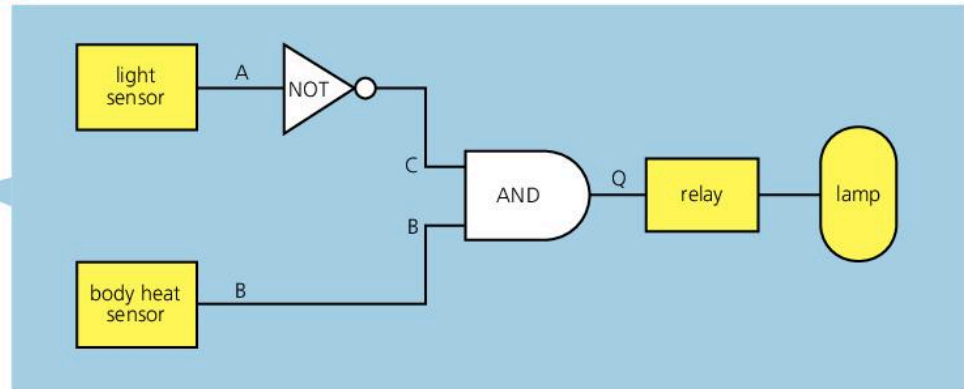 light
sensor
A
NOT
C
B
AND
Q
relay
lamp
body heat
sensor
B